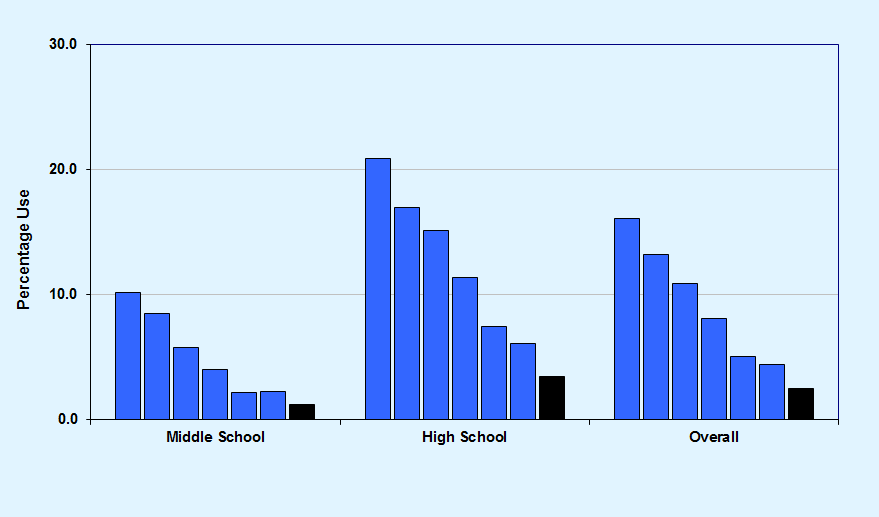 30.0
20.0
10.0
0.0
Percentage Use
Middle School
High School
Overall